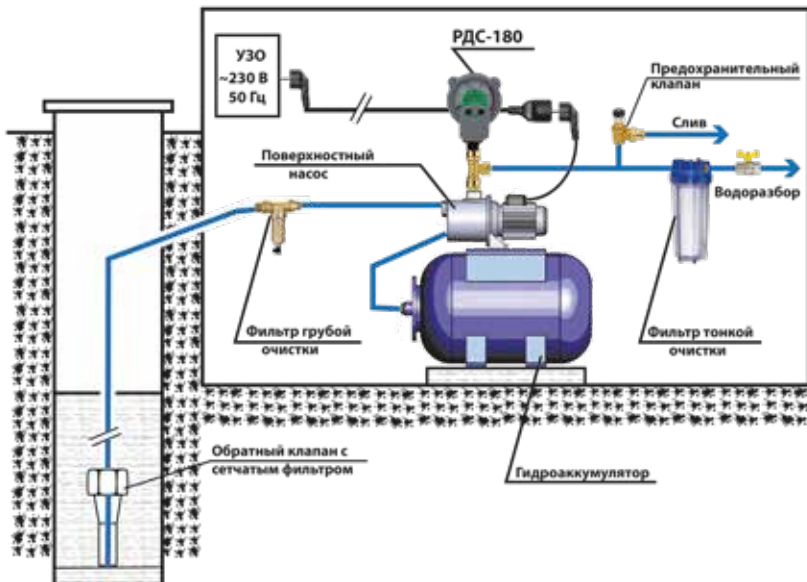 УЗО
~230 В
50 Гц
РДС-180
Предохранительный
клапан
Слив
Поверхностный
насос
Водоразбор
Фильтр грубой
очистки
Фильтр тонкой
очистки
Обратный клапан с
сетчатым фильтром
Гидроаккумулятор